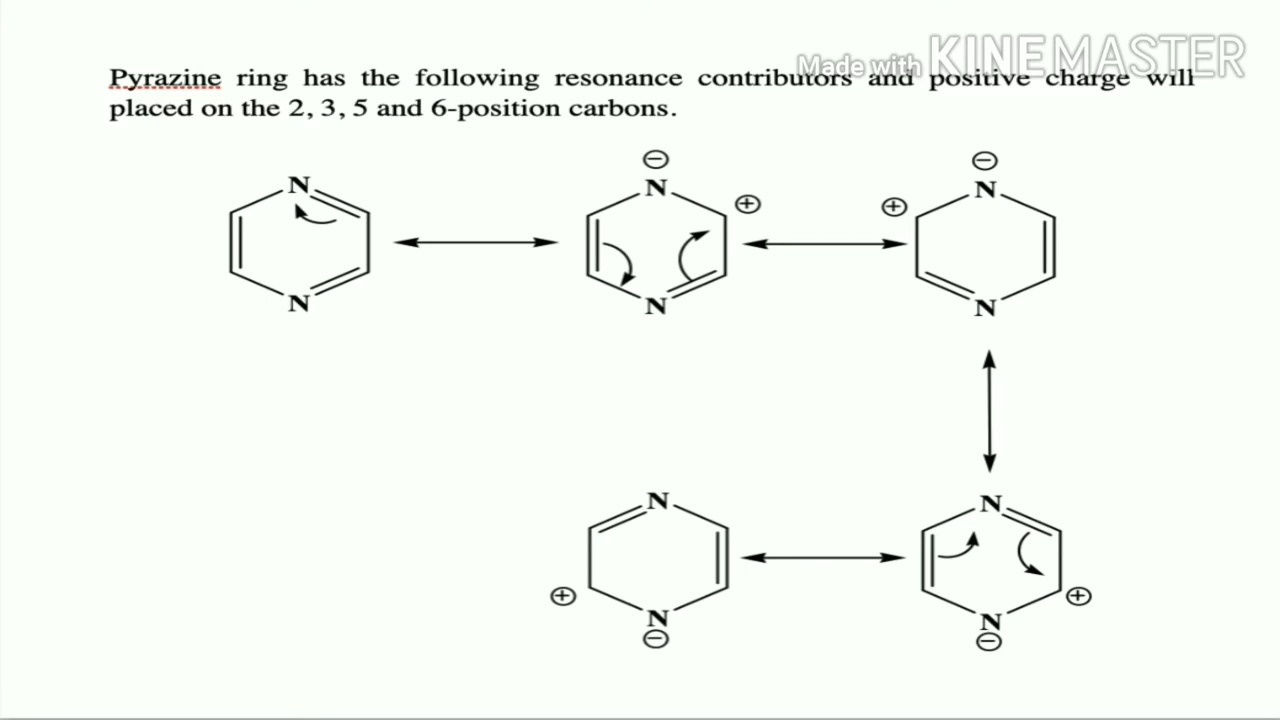 Made with KINEMASTER
Pyrazine ring has the following resonance contributors and positive charge will
placed on the 2, 3, 5 and 6-position carbons.
⊖ ⊖
N N ⊕ ⊕ N
N N N
N N
⊕ ⊕
N N
⊖ ⊖